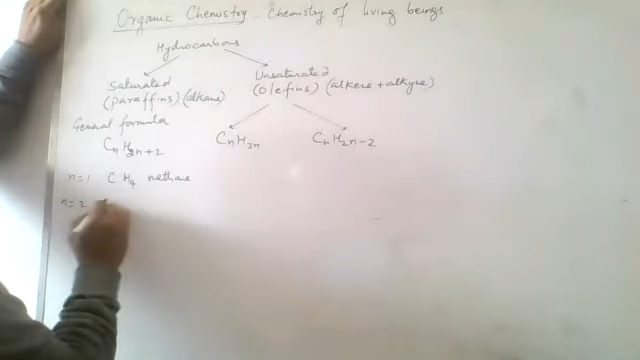 Organic Chemistry - Chemistry of living beings
Hydrocarbons
Saturated
(paraffins) (alkane)
Unsaturated
(Olefins) (alkene + alkyne)
General formular
CnH2n+2
CnH2n
CnH2n-2
n=1 CH4 methane
n=2